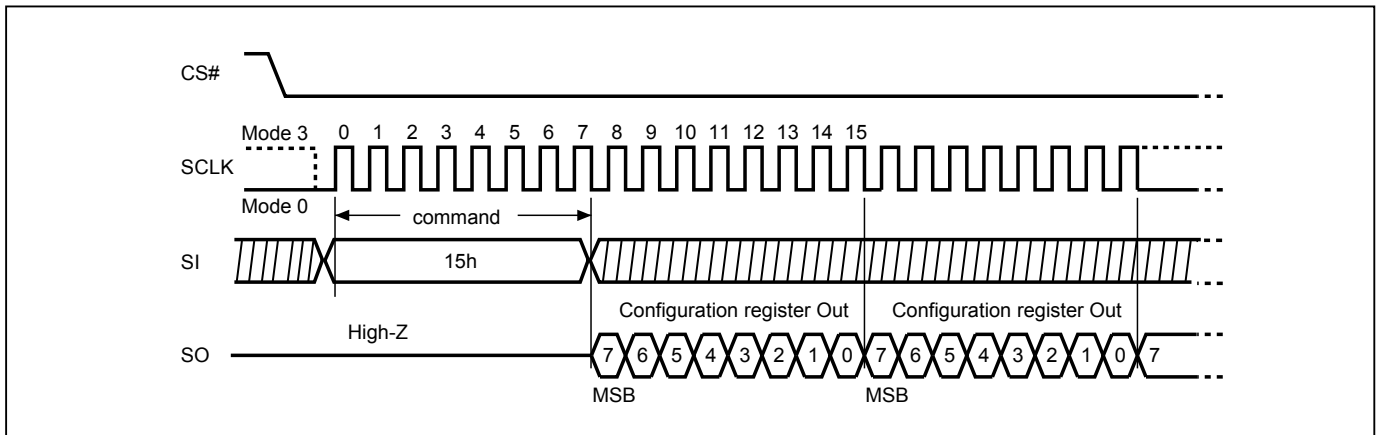 CS#
Mode 3 0 1 2 3 4 5 6 7 8 9 10 11 12 13 14 15
SCLK
Mode 0
command
SI 15h
Configuration register Out Configuration register Out
High-Z
SO 7 6 5 4 3 2 1 0 7 6 5 4 3 2 1 0 7
MSB MSB